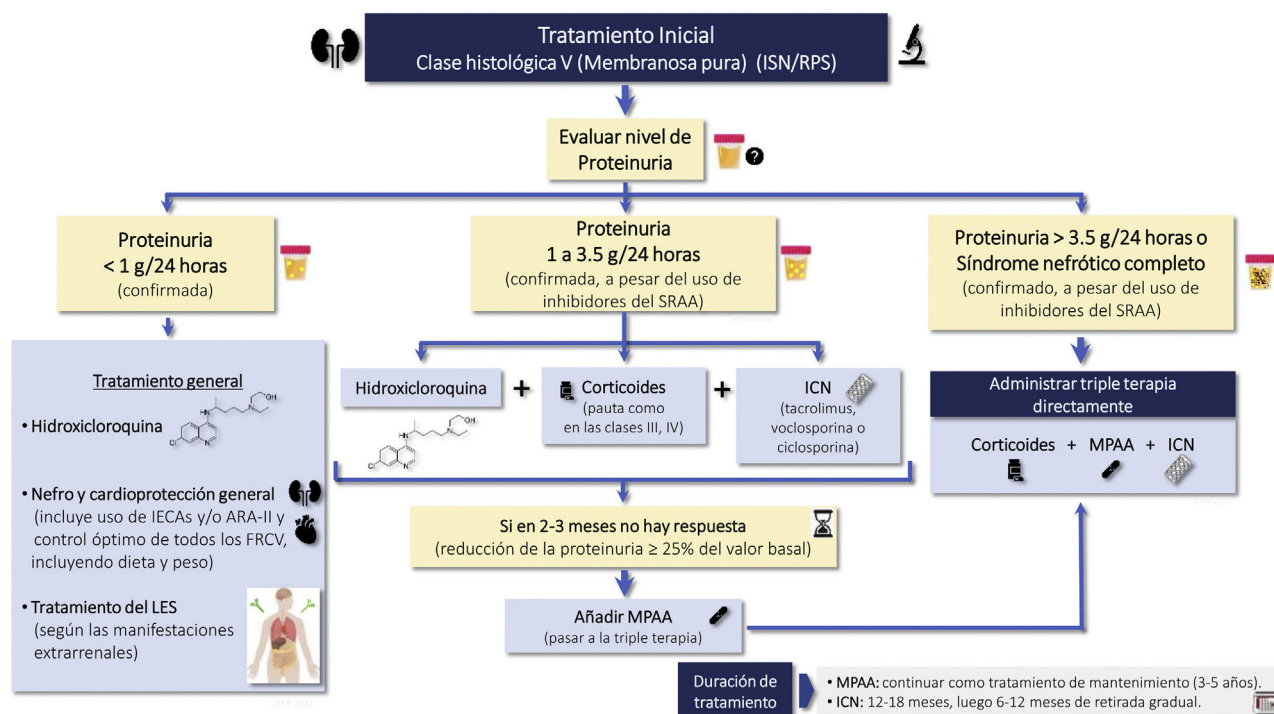 Tratamiento Inicial
Clase histológica V (Membranosa pura) (ISN/RPS)
Evaluar nivel de
Proteinuria
?
Proteinuria
< 1 g/24 horas
(confirmada)
Proteinuria
1 a 3.5 g/24 horas
(confirmada, a pesar del uso de
inhibidores del SRAA)
Proteinuria > 3.5 g/24 horas o
Síndrome nefrótico completo
(confirmado, a pesar del uso de
inhibidores del SRAA)
Tratamiento general
• Hidroxicloroquina
HN
N
OH
Cl
N
• Nefro y cardioprotección general
(incluye uso de IECAs y/o ARA-II y
control óptimo de todos los FRCV,
incluyendo dieta y peso)
• Tratamiento del LES
(según las manifestaciones
extrarrenales)
Hidroxicloroquina
HN
N
OH
Cl
N
+
Corticoides
(pauta como
en las clases III, IV)
+
ICN
(tacrolimus,
voclosporina o
ciclosporina)
Administrar triple terapia
directamente
Corticoides + MPAA + ICN
Si en 2-3 meses no hay respuesta
(reducción de la proteinuria ≥ 25% del valor basal)
Añadir MPAA
(pasar a la triple terapia)
Duración de
tratamiento
• MPAA: continuar como tratamiento de mantenimiento (3-5 años).
• ICN: 12-18 meses, luego 6-12 meses de retirada gradual.